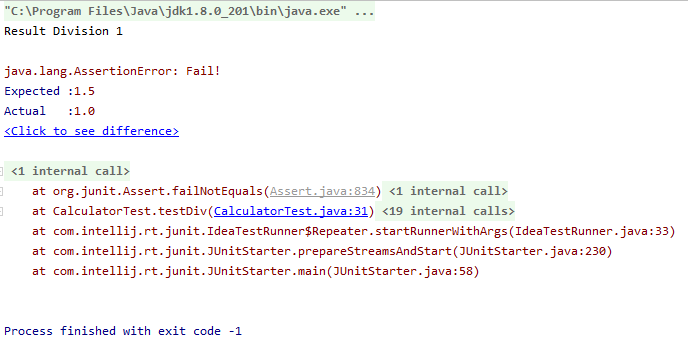 "C:\Program Files\Java\jdk1.8.0_201\bin\java.exe" ...
Result Division 1
java.lang.AssertionError: Fail!
Expected :1.5
Actual   :1.0
<Click to see difference>
<1 internal call>
at org.junit.Assert.failNotEquals(Assert.java:834) <1 internal call>
at CalculatorTest.testDiv(CalculatorTest.java:31) <19 internal calls>
at com.intellij.rt.junit.IdeaTestRunner$Repeater.startRunnerWithArgs(IdeaTestRunner.java:33)
at com.intellij.rt.junit.JUnitStarter.prepareStreamsAndStart(JUnitStarter.java:230)
at com.intellij.rt.junit.JUnitStarter.main(JUnitStarter.java:58)
Process finished with exit code -1